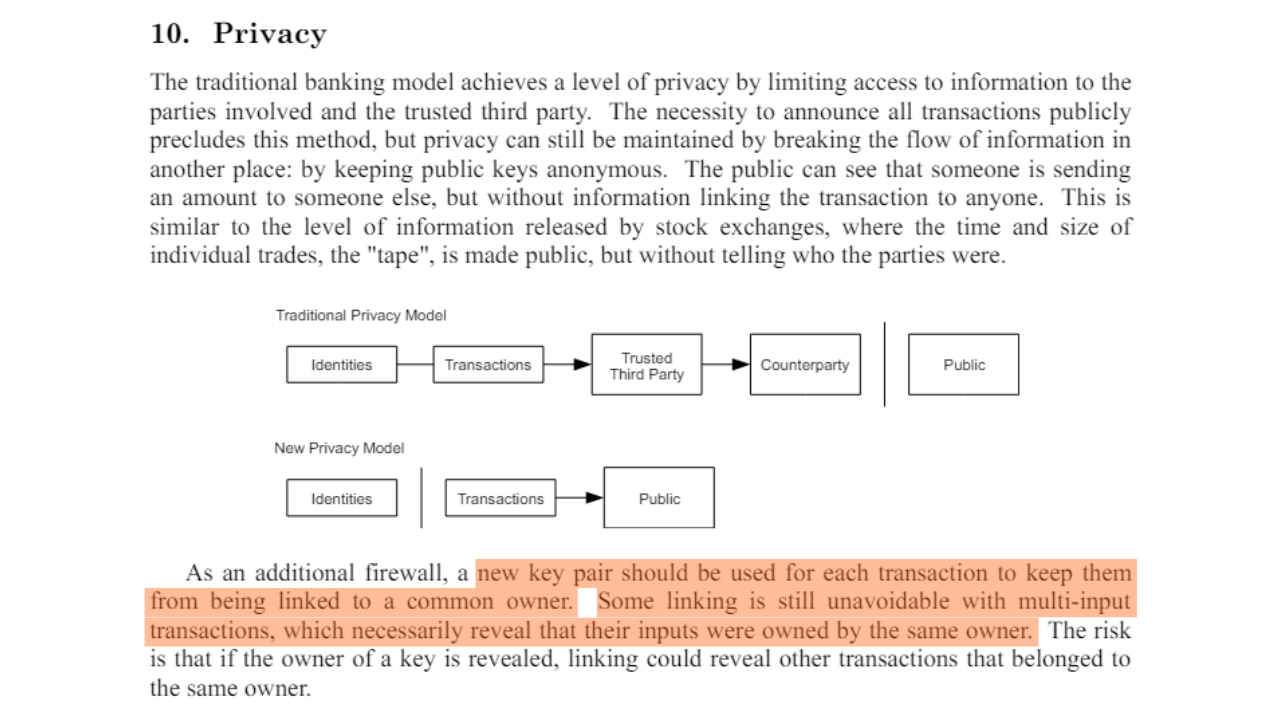 10. Privacy
The traditional banking model achieves a level of privacy by limiting access to information to the
parties involved and the trusted third party. The necessity to announce all transactions publicly
precludes this method, but privacy can still be maintained by breaking the flow of information in
another place: by keeping public keys anonymous. The public can see that someone is sending
an amount to someone else, but without information linking the transaction to anyone. This is
similar to the level of information released by stock exchanges, where the time and size of
individual trades, the "tape", is made public, but without telling who the parties were.
Traditional Privacy Model
Identities
Transactions
Trusted
Third Party
Counterparty
Public
New Privacy Model
Identities
Transactions
Public
As an additional firewall, a new key pair should be used for each transaction to keep them
from being linked to a common owner. Some linking is still unavoidable with multi-input
transactions, which necessarily reveal that their inputs were owned by the same owner. The risk
is that if the owner of a key is revealed, linking could reveal other transactions that belonged to
the same owner.